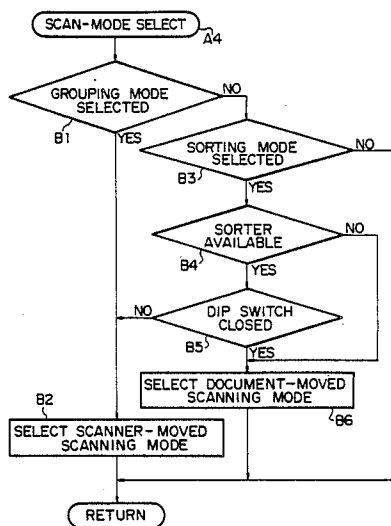 SCAN-MODE SELECT
A4
GROUPING MODE
SELECTED
NO
B1
YES
SORTING MODE
SELECTED
NO
B3
YES
SORTER
AVAILABLE
NO
B4
YES
NO
DIP SWITCH
CLOSED
B5
YES
SELECT DOCUMENT-MOVED
SCANNING MODE
B6
B2
SELECT SCANNER-MOVED
SCANNING MODE
RETURN